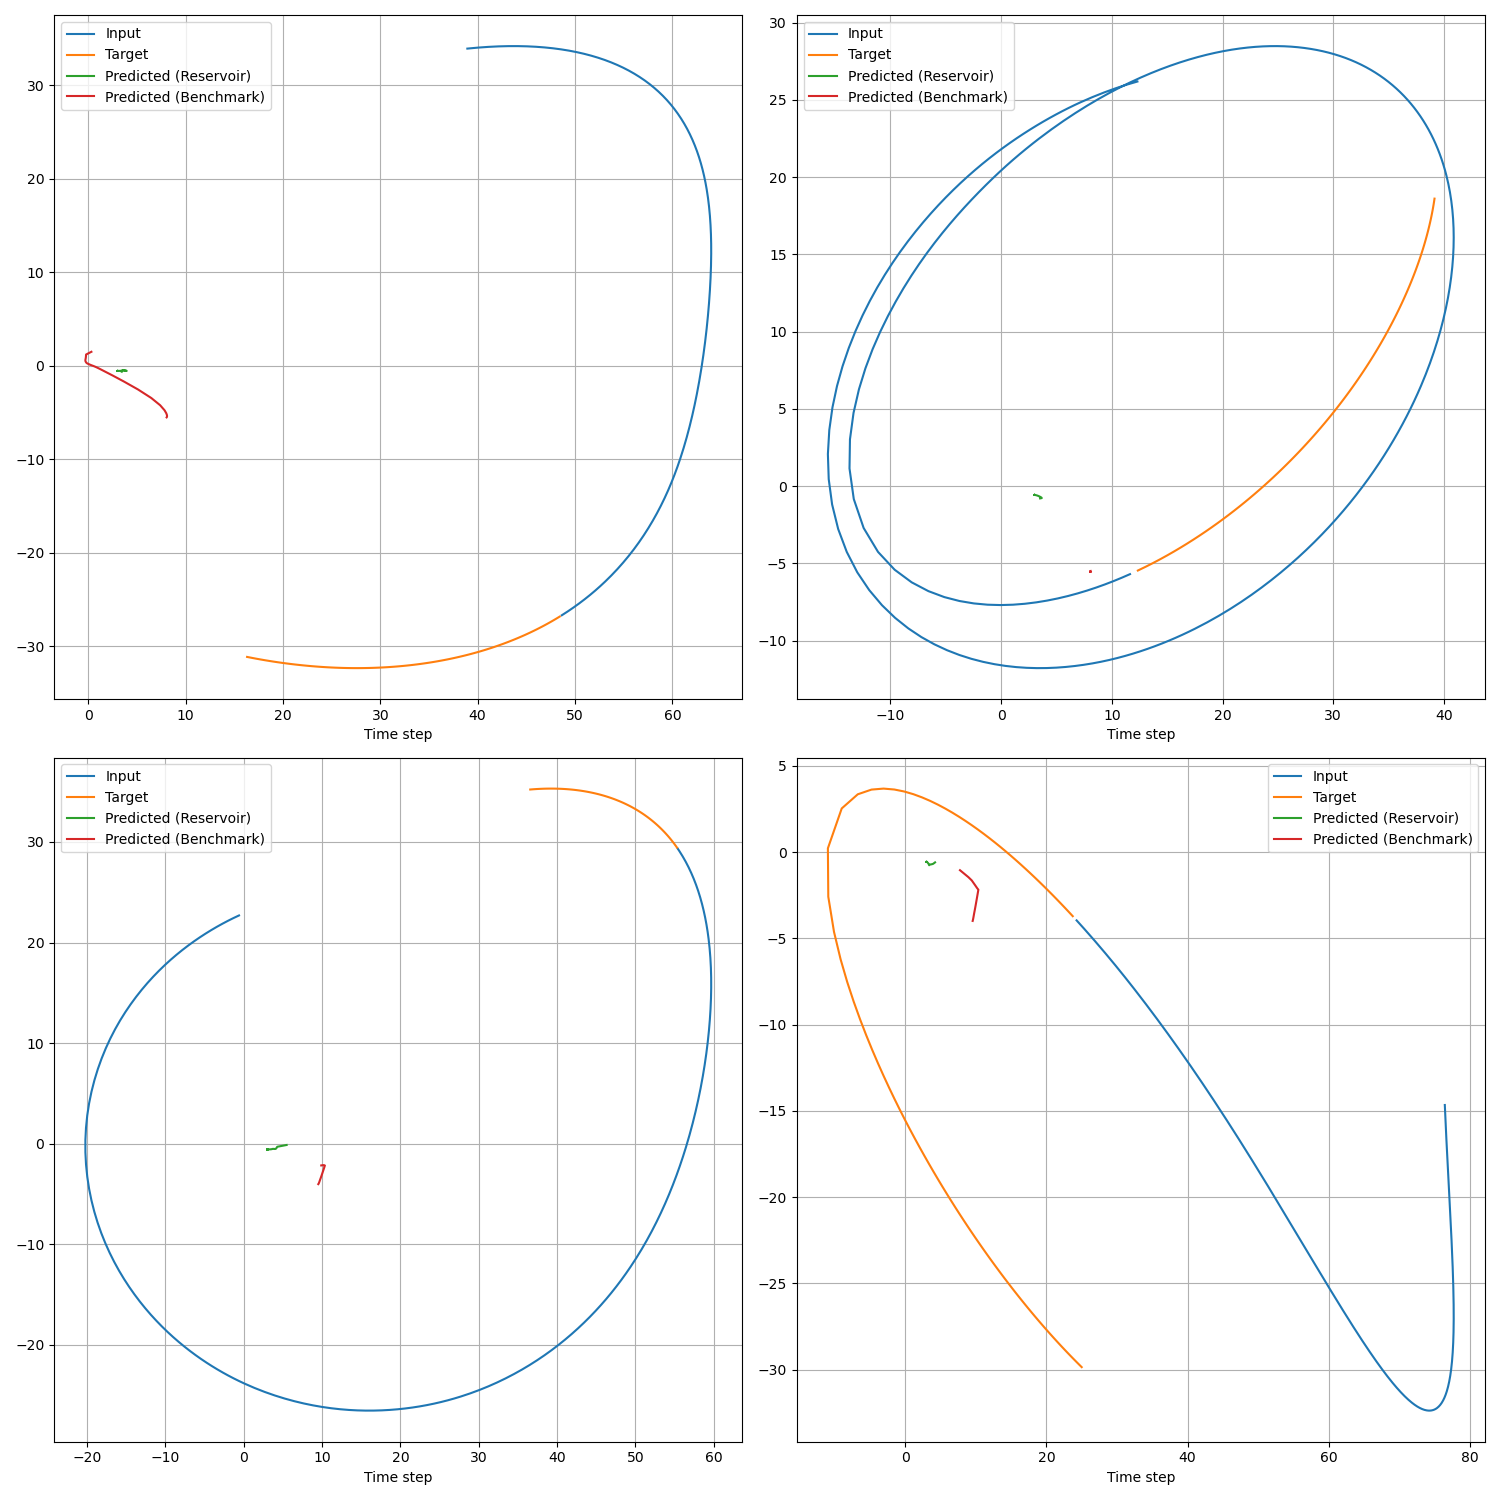 Input
Target
Predicted (Reservoir)
Predicted (Benchmark)
30
20
10
0
−10
−20
−30
0 10 20 30 40 50 60
Time step
Input
Target
Predicted (Reservoir)
Predicted (Benchmark)
30
25
20
15
10
5
0
−5
−10
−10 0 10 20 30 40
Time step
Input
Target
Predicted (Reservoir)
Predicted (Benchmark)
30
20
10
0
−10
−20
−20 −10 0 10 20 30 40 50 60
Time step
Input
Target
Predicted (Reservoir)
Predicted (Benchmark)
5
0
−5
−10
−15
−20
−25
−30
0 20 40 60 80
Time step